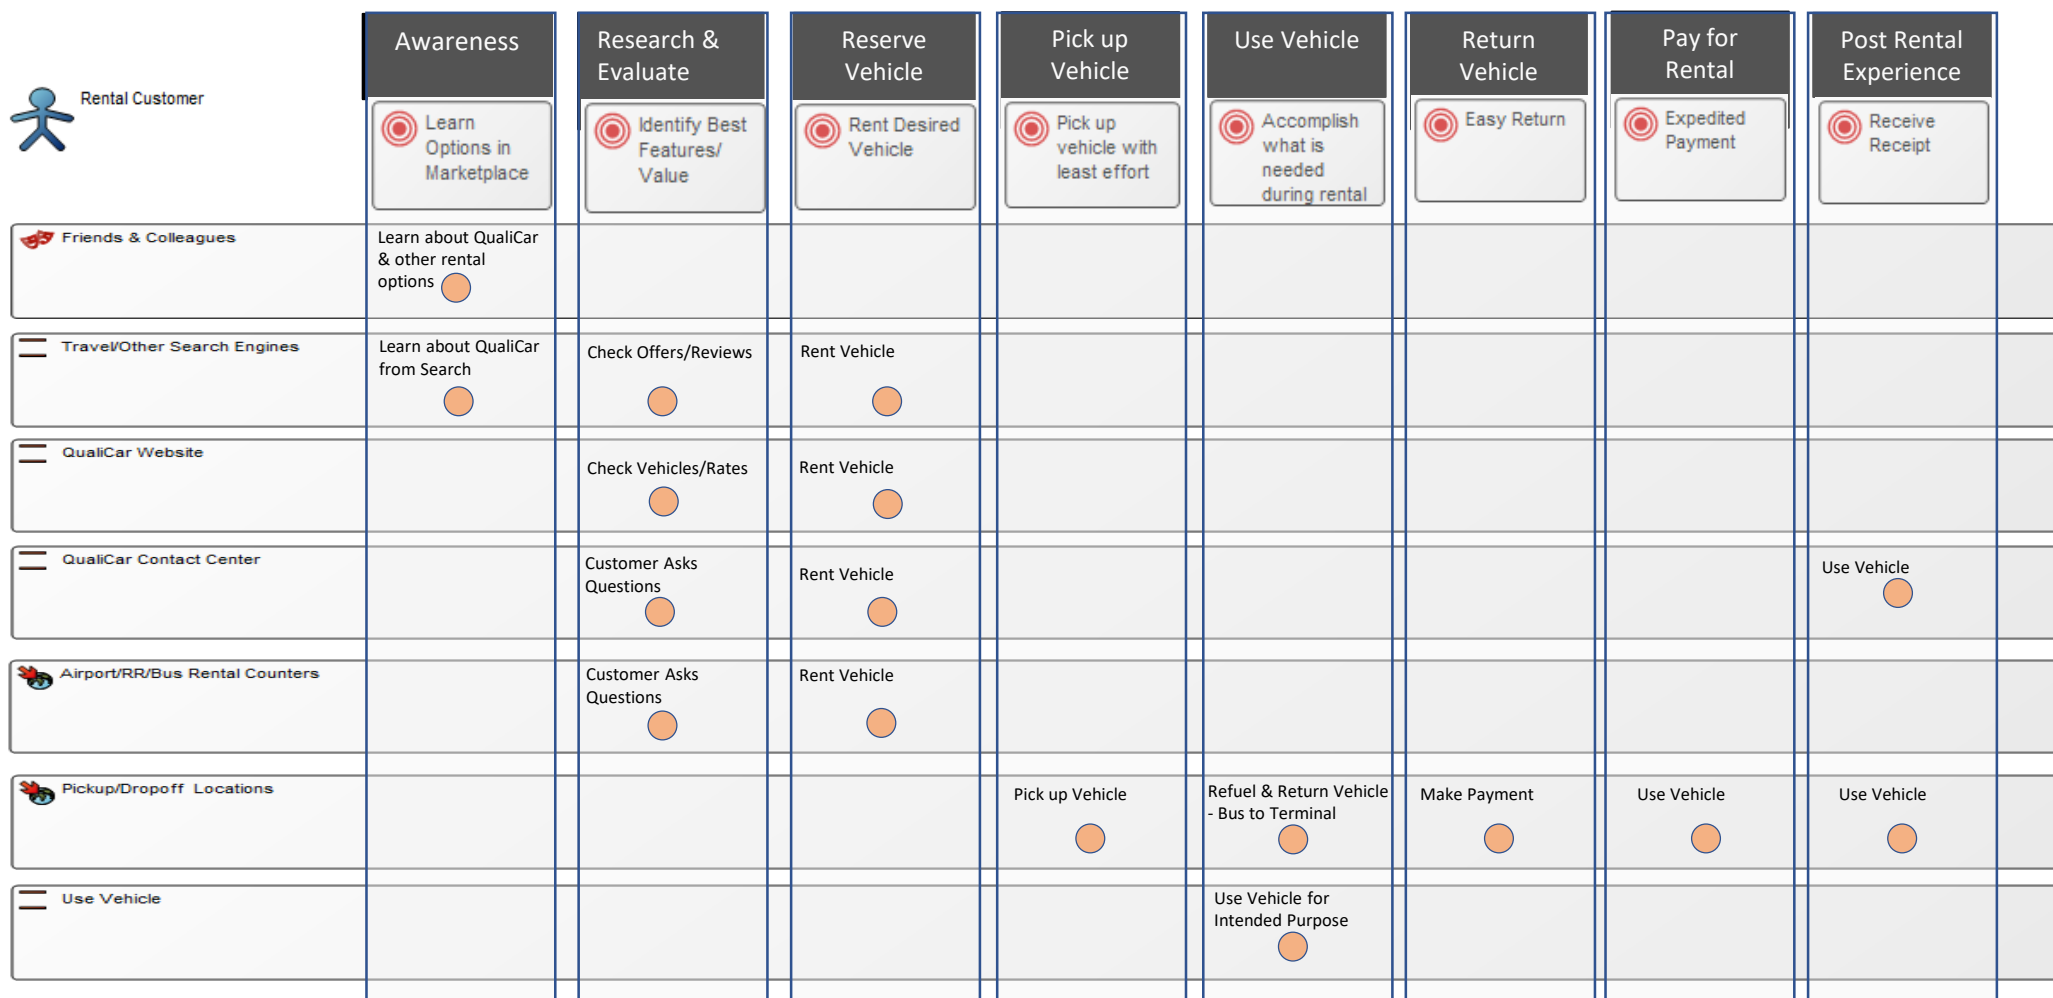 Awareness
Research &
Evaluate
Reserve
Vehicle
Pick up
Vehicle
Use Vehicle
Return
Vehicle
Pay for
Rental
Post Rental
Experience
Rental Customer
Learn
Options in
Marketplace
Identify Best
Features/
Value
Rent Desired
Vehicle
Pick up
vehicle with
least effort
Accomplish
what is
needed
during rental
Easy Return
Expedited
Payment
Receive
Receipt
Friends & Colleagues
Learn about QualiCar
& other rental
options
Travel/Other Search Engines
Learn about QualiCar
from Search
Check Offers/Reviews
Rent Vehicle
QualiCar Website
Check Vehicles/Rates
Rent Vehicle
QualiCar Contact Center
Customer Asks
Questions
Rent Vehicle
Use Vehicle
Airport/RR/Bus Rental Counters
Customer Asks
Questions
Rent Vehicle
Pickup/Dropoff Locations
Pick up Vehicle
Refuel & Return Vehicle
- Bus to Terminal
Make Payment
Use Vehicle
Use Vehicle
Use Vehicle
Use Vehicle for
Intended Purpose